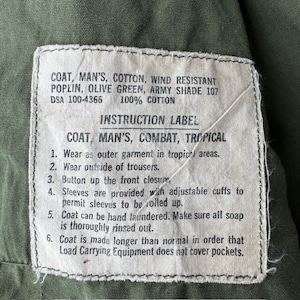 COAT, MAN'S, COTTON, WIND RESISTANT
POPLIN, OLIVE GREEN, ARMY SHADE 107
DSA 100-4366 100% COTTON
INSTRUCTION LABEL
COAT, MAN'S, COMBAT, TROPICAL
1. Wear as outer garment in tropical areas.
2. Wear outside of trousers.
3. Button up the front closure.
4. Sleeves are provided with adjustable cuffs to
permit sleeves to be rolled up.
5. Coat can be hand laundered. Make sure all soap
is thoroughly rinsed out.
6. Coat is made longer than normal in order that
Load Carrying Equipment does not cover pockets.